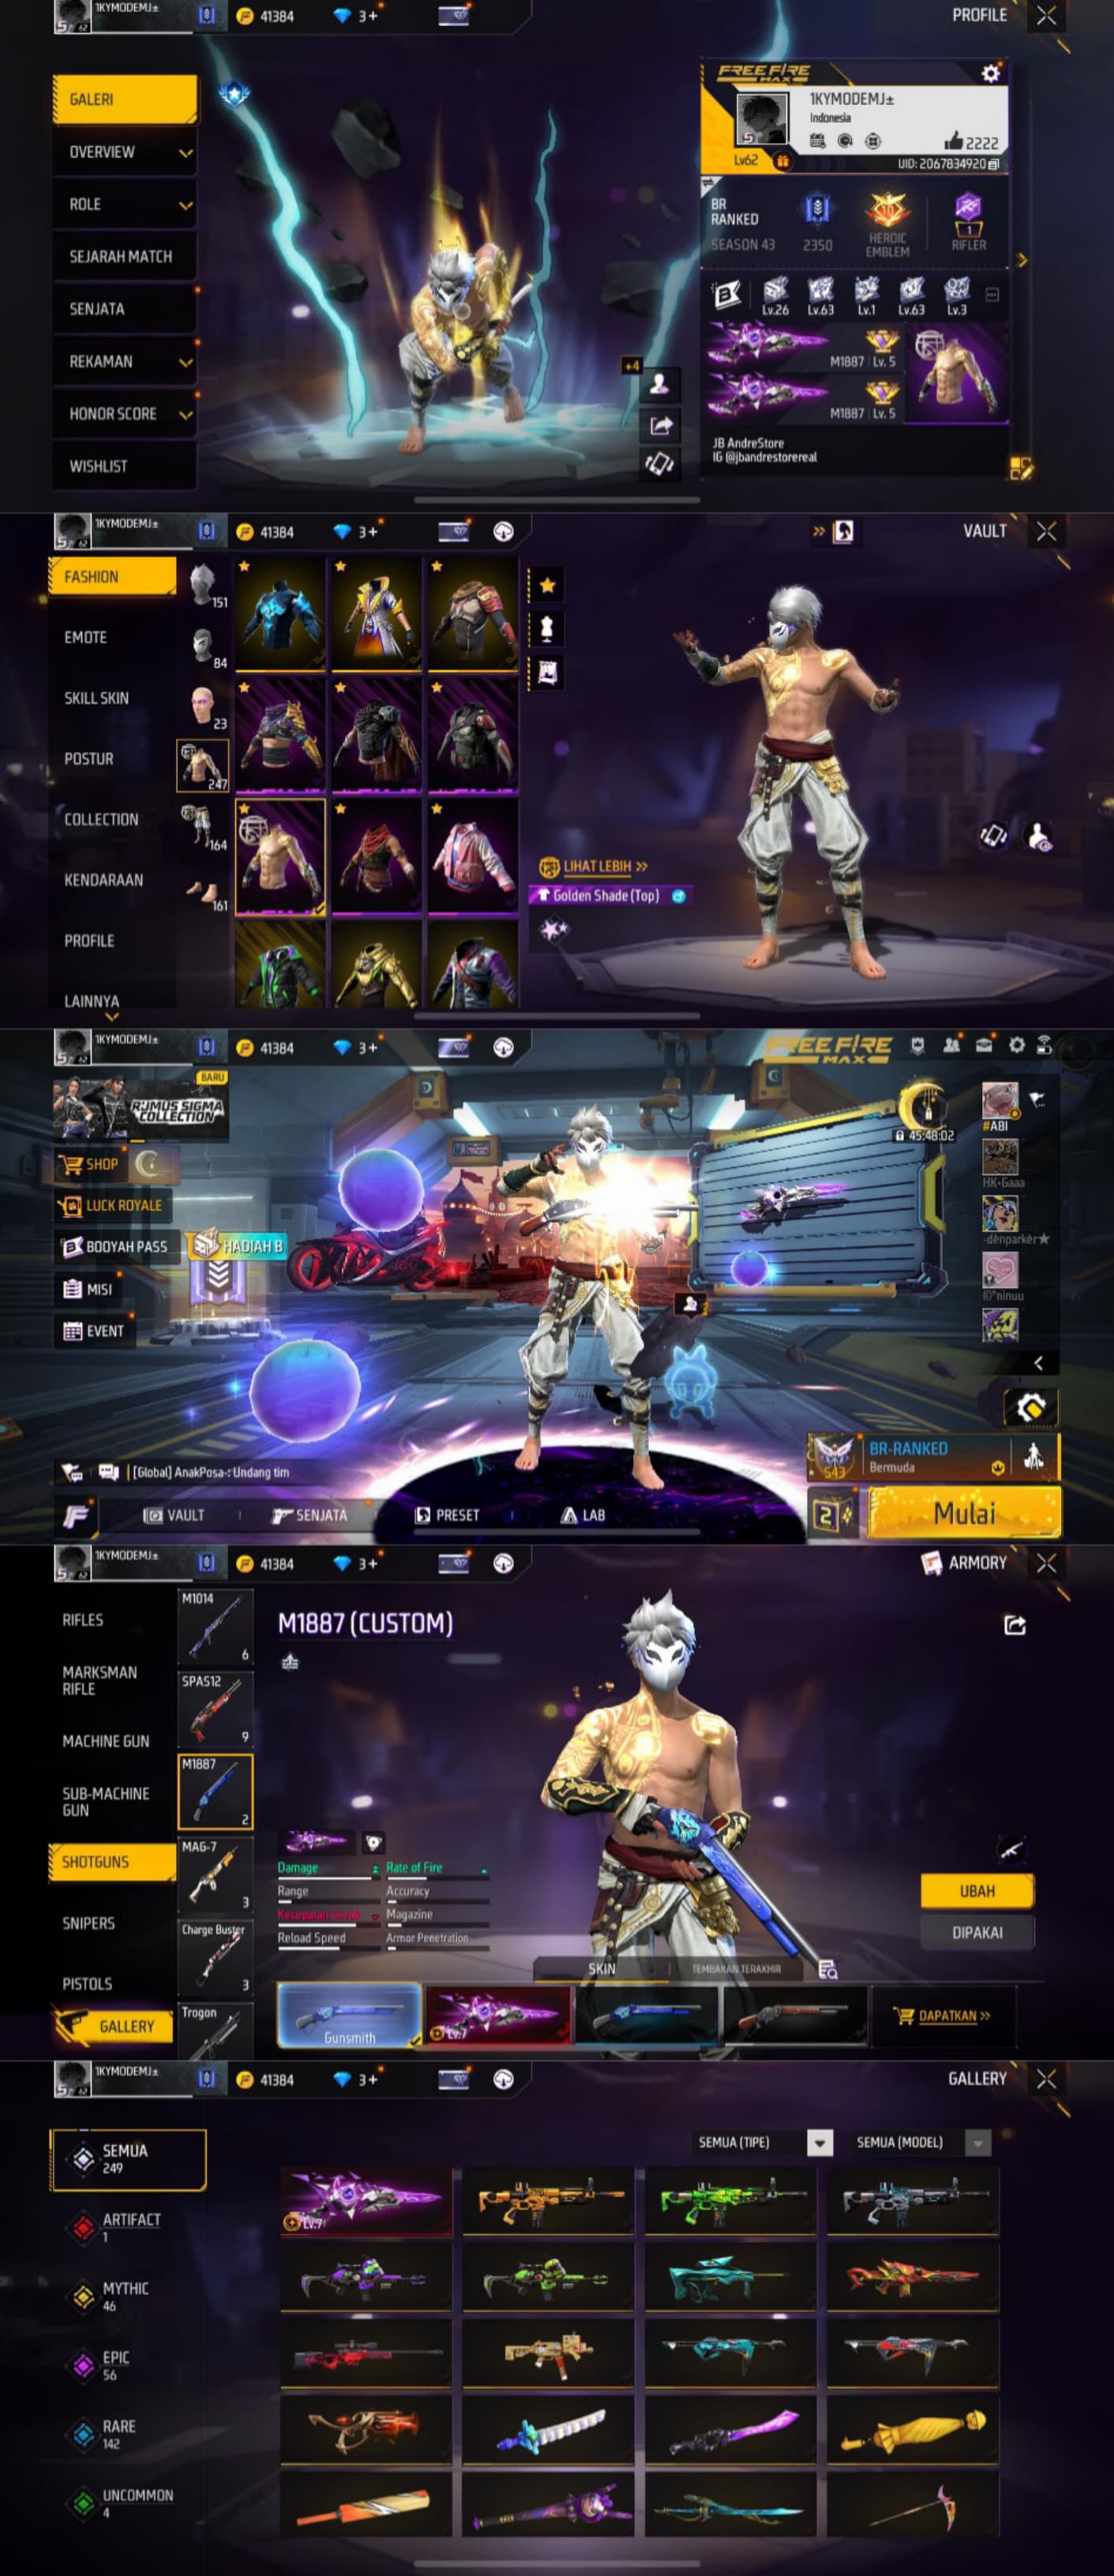 1KYMODEMJ±
62
41384
3+
PROFILE
GALERI
OVERVIEW
ROLE
SEJARAH MATCH
SENJATA
REKAMAN
HONOR SCORE
WISHLIST
+4
FREE FIRE
MAX
1KYMODEMJ±
Indonesia
2222
Lv62
UID: 2067834920
BR
RANKED
SEASON 43
2350
HEROIC
EMBLEM
1
RIFLER
Lv.26
Lv.63
Lv.1
Lv.63
Lv.3
M1887 Lv. 5
M1887 Lv. 5
JB AndreStore
IG @jbandrestorereal
1KYMODEMJ±
62
41384
3+
VAULT
FASHION
EMOTE
SKILL SKIN
POSTUR
COLLECTION
KENDARAAN
PROFILE
LAINNYA
151
84
23
247
164
161
LIHAT LEBIH >>
Golden Shade (Top)
1KYMODEMJ±
62
41384
3+
FREE FIRE
MAX
BARU
RJMUS SIGMA
COLLECTION
SHOP
LUCK ROYALE
BOOYAH PASS
HADIAH B
MISI
EVENT
45:48:02
#ABI
HK-Gaaa
-dènparkèr★
[Global] AnakPosa-: Undang tim
543
BR-RANKED
Bermuda
VAULT
SENJATA
PRESET
LAB
2
Mulai
1KYMODEMJ±
62
41384
3+
ARMORY
RIFLES
MARKSMAN
RIFLE
MACHINE GUN
SUB-MACHINE
GUN
SHOTGUNS
SNIPERS
PISTOLS
GALLERY
M1014
6
SPAS12
9
M1887
2
MAG-7
3
Charge Buster
3
Trogon
M1887 (CUSTOM)
Damage
Rate of Fire
Range
Accuracy
Kecepatan Gerak
Magazine
Reload Speed
Armor Penetration
UBAH
DIPAKAI
SKIN
TEMBAKAN TERAKHIR
Gunsmith
Lv.7
DAPATKAN >>
1KYMODEMJ±
62
41384
3+
GALLERY
SEMUA
249
ARTIFACT
1
MYTHIC
46
EPIC
56
RARE
142
UNCOMMON
4
SEMUA (TIPE)
SEMUA (MODEL)
Lv.7